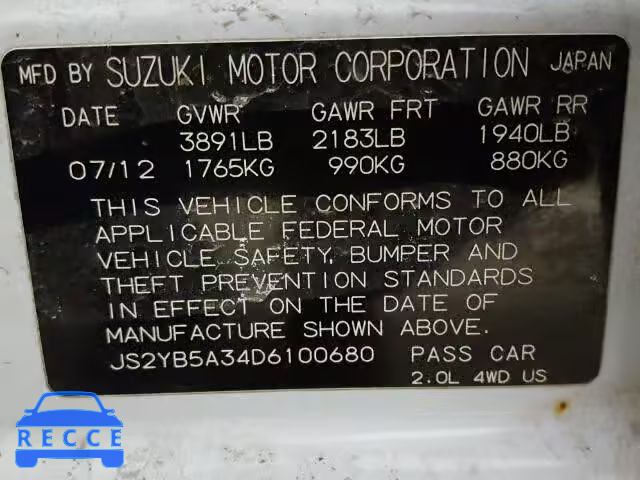 MFD BY SUZUKI MOTOR CORPORATION JAPAN
DATE GVWR GAWR FRT GAWR RR
3891LB 2183LB 1940LB
07/12 1765KG 990KG 880KG
THIS VEHICLE CONFORMS TO ALL
APPLICABLE FEDERAL MOTOR
VEHICLE SAFETY, BUMPER AND
THEFT PREVENTION STANDARDS
IN EFFECT ON THE DATE OF
MANUFACTURE SHOWN ABOVE.
JS2YB5A34D6100680 PASS CAR
2.0L 4WD US
RECCE